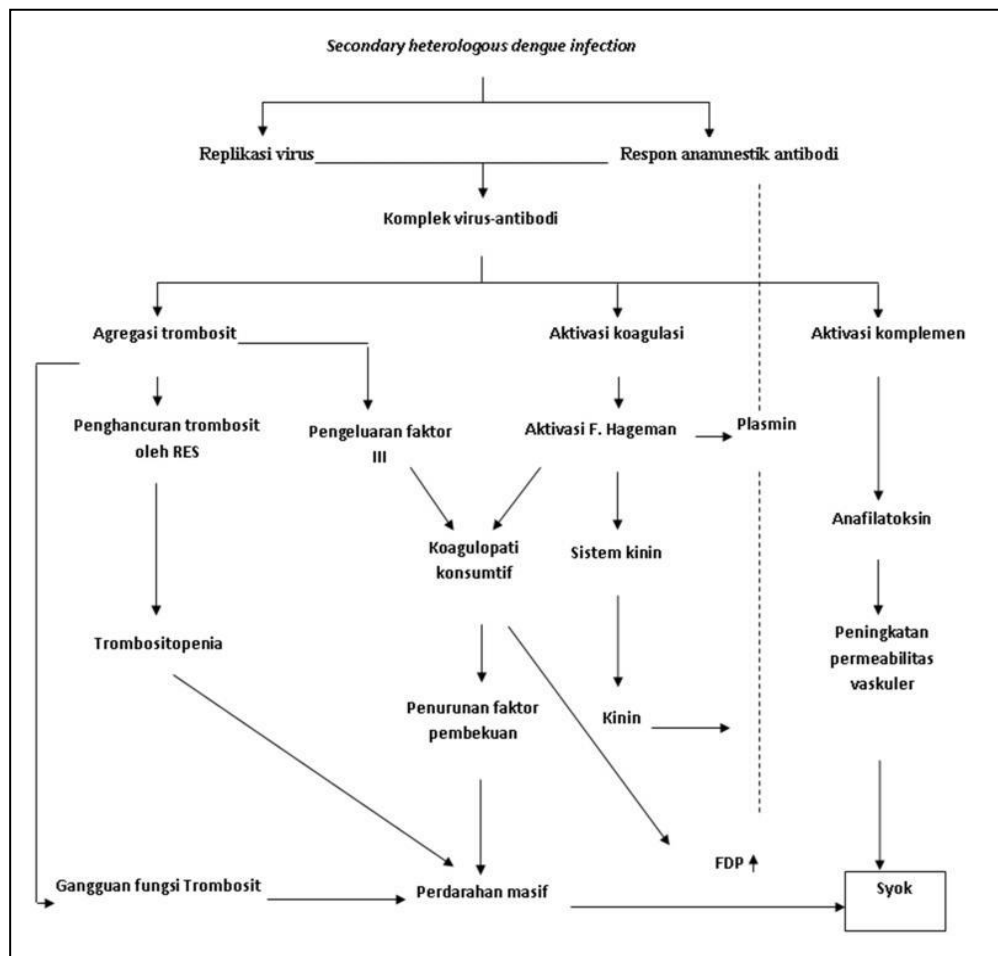 Secondary heterologous dengue infection
Replikasi virus
Respon anamnestik antibodi
Komplek virus-antibodi
Agregasi trombosit
Aktivasi koagulasi
Aktivasi komplemen
Penghancuran trombosit
oleh RES
Pengeluaran faktor
III
Aktivasi F. Hageman
Plasmin
Anafilatoksin
Koagulopati
konsumtif
Sistem kinin
Trombositopenia
Peningkatan
permeabilitas
vaskuler
Penurunan faktor
pembekuan
Kinin
FDP ↑
Gangguan fungsi Trombosit
Perdarahan masif
Syok